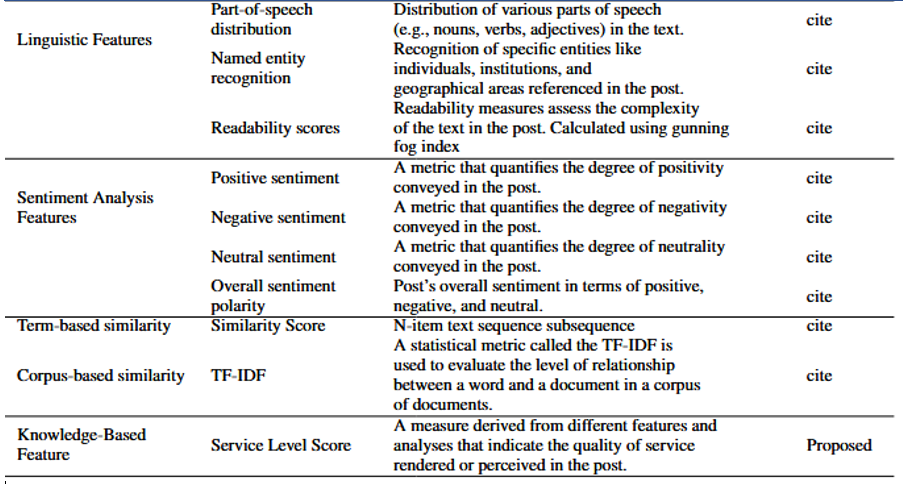 Linguistic Features
Part-of-speech
distribution
Distribution of various parts of speech
(e.g., nouns, verbs, adjectives) in the text.
cite
Named entity
recognition
Recognition of specific entities like
individuals, institutions, and
geographical areas referenced in the post.
cite
Readability scores
Readability measures assess the complexity
of the text in the post. Calculated using gunning
fog index
cite
Sentiment Analysis
Features
Positive sentiment
A metric that quantifies the degree of positivity
conveyed in the post.
cite
Negative sentiment
A metric that quantifies the degree of negativity
conveyed in the post.
cite
Neutral sentiment
A metric that quantifies the degree of neutrality
conveyed in the post.
cite
Overall sentiment
polarity
Post's overall sentiment in terms of positive,
negative, and neutral.
cite
Term-based similarity
Similarity Score
N-item text sequence subsequence
cite
Corpus-based similarity
TF-IDF
A statistical metric called the TF-IDF is
used to evaluate the level of relationship
between a word and a document in a corpus
of documents.
cite
Knowledge-Based
Feature
Service Level Score
A measure derived from different features and
analyses that indicate the quality of service
rendered or perceived in the post.
Proposed